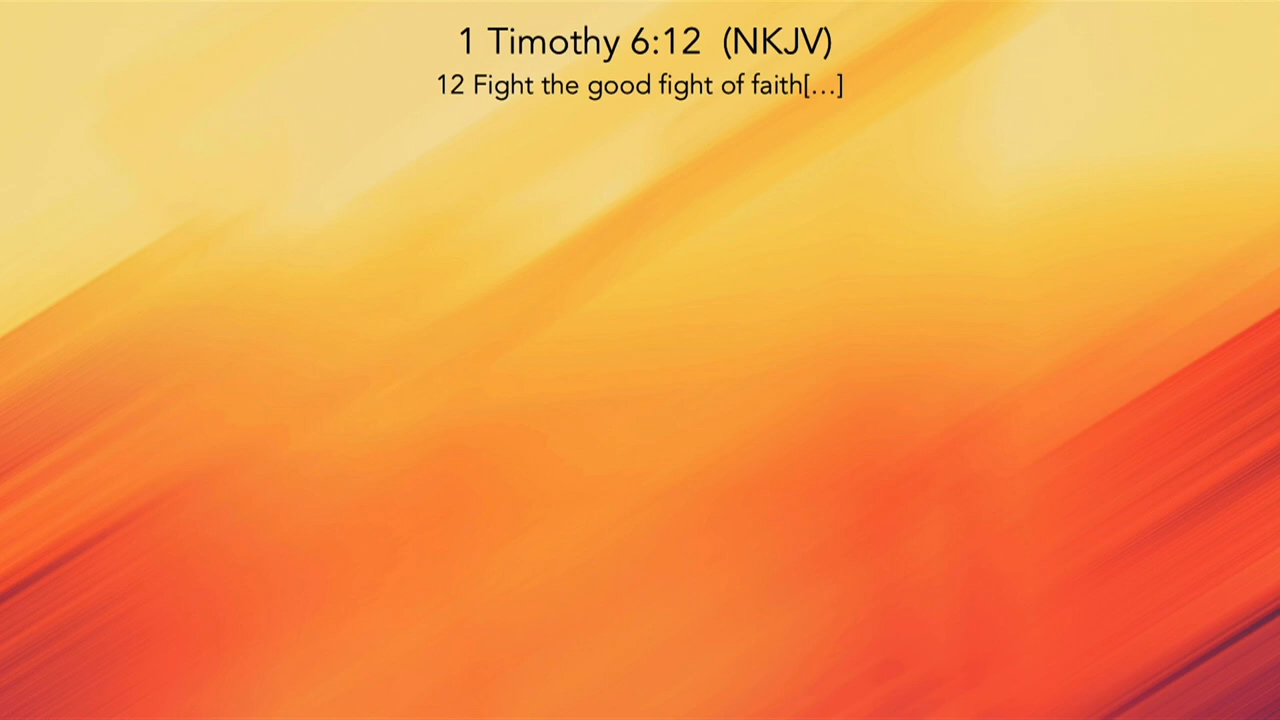 1 Timothy 6:12  (NKJV)
12 Fight the good fight of faith[…]